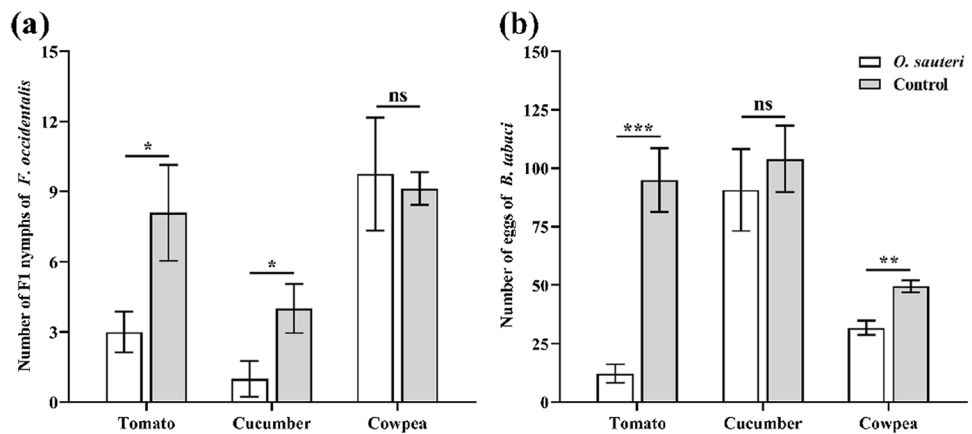 (a)
Number of F1 nymphs of F. occidentalis
15
12
9
6
3
0
*
*
ns
Tomato
Cucumber
Cowpea
(b)
Number of eggs of B. tabaci
150
125
100
75
50
25
0
***
ns
**
Tomato
Cucumber
Cowpea
O. sauteri
Control